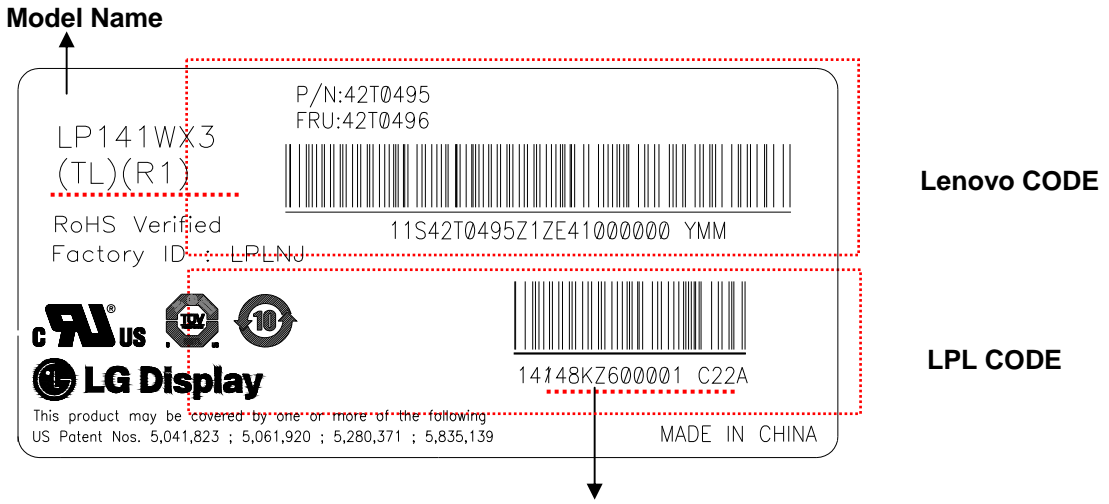 Model Name
P/N:42T0495
FRU:42T0496
LP141WX3
(TL)(R1)
Lenovo CODE
RoHS Verified
11S42T0495Z1ZE41000000 YMM
Factory ID : LPLNJ
C US
TÜV
10
LG Display
14148KZ600001 C22A
LPL CODE
This product may be covered by one or more of the following
US Patent Nos. 5,041,823 ; 5,061,920 ; 5,280,371 ; 5,835,139
MADE IN CHINA